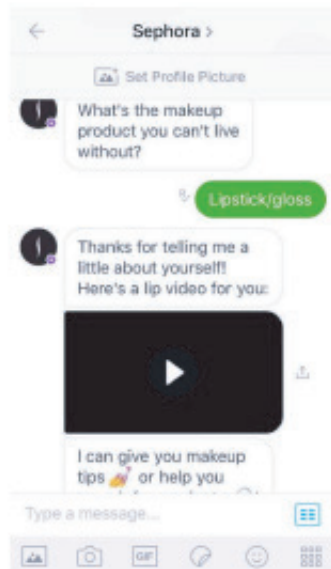 Sephora >
Set Profile Picture
What's the makeup
product you can't live
without?
Lipstick/gloss
Thanks for telling me a
little about yourself!
Here's a lip video for you:
I can give you makeup
tips 💅 or help you
Type a message...
GIF